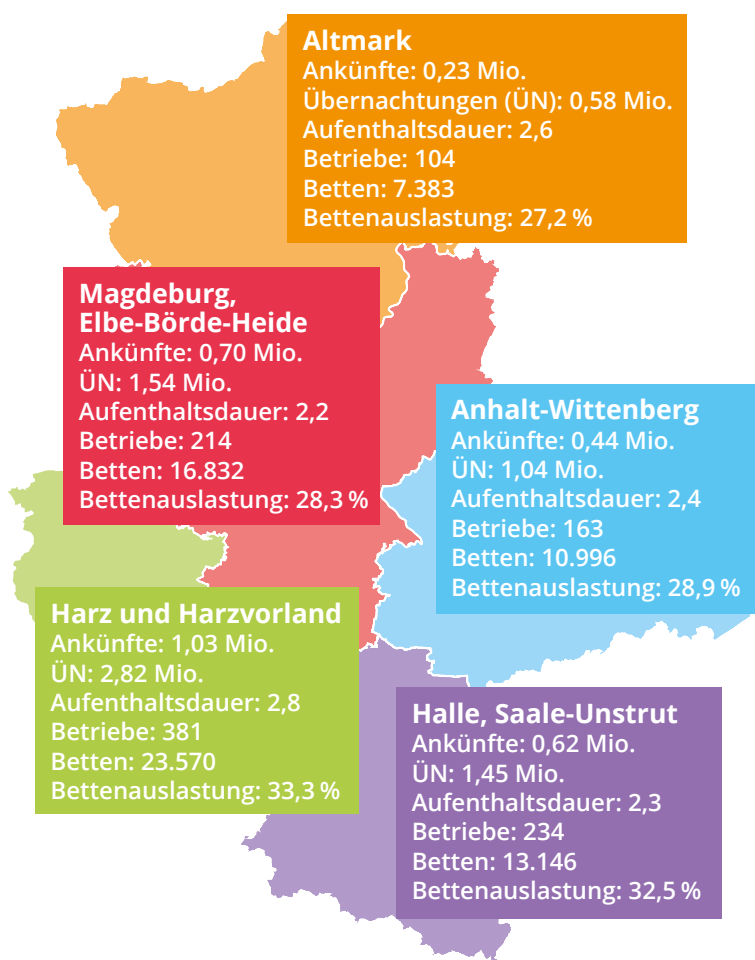 Altmark
Ankünfte: 0,23 Mio.
Übernachtungen (ÜN): 0,58 Mio.
Aufenthaltsdauer: 2,6
Betriebe: 104
Betten: 7.383
Bettenauslastung: 27,2 %
Magdeburg,
Elbe-Börde-Heide
Ankünfte: 0,70 Mio.
ÜN: 1,54 Mio.
Aufenthaltsdauer: 2,2
Betriebe: 214
Betten: 16.832
Bettenauslastung: 28,3 %
Anhalt-Wittenberg
Ankünfte: 0,44 Mio.
ÜN: 1,04 Mio.
Aufenthaltsdauer: 2,4
Betriebe: 163
Betten: 10.996
Bettenauslastung: 28,9 %
Harz und Harzvorland
Ankünfte: 1,03 Mio.
ÜN: 2,82 Mio.
Aufenthaltsdauer: 2,8
Betriebe: 381
Betten: 23.570
Bettenauslastung: 33,3 %
Halle, Saale-Unstrut
Ankünfte: 0,62 Mio.
ÜN: 1,45 Mio.
Aufenthaltsdauer: 2,3
Betriebe: 234
Betten: 13.146
Bettenauslastung: 32,5 %